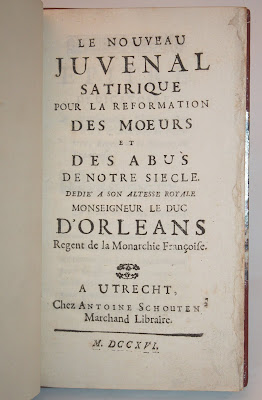 LE NOUVEAU
JUVENAL
SATIRIQUE
POUR LA REFORMATION
DES MOEURS
ET
DES ABUS
DE NOTRE SIECLE.
DEDIE' A SON ALTESSE ROYALE
MONSEIGNEUR LE DUC
D'ORLEANS
Regent de la Monarchie Françoise.
A UTRECHT,
Chez ANTOINE SCHOUTEN
Marchand Libraire.
M. DCCXVI.